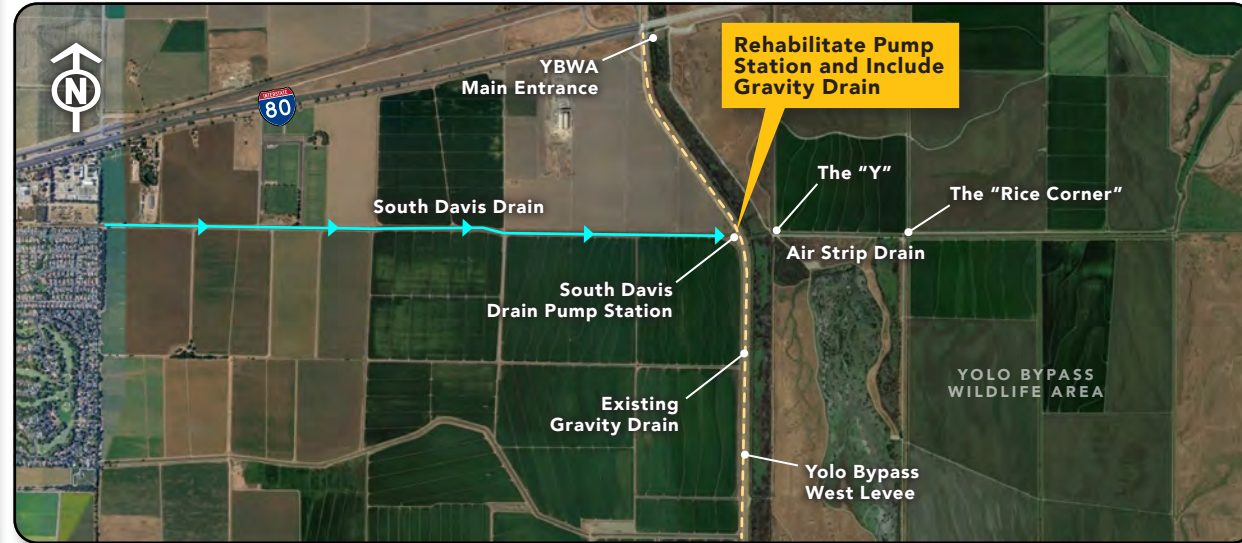 N
INTERSTATE
80
YBWA
Main Entrance
Rehabilitate Pump
Station and Include
Gravity Drain
The "Y"
The "Rice Corner"
South Davis Drain
Air Strip Drain
South Davis
Drain Pump Station
YOLO BYPASS
WILDLIFE AREA
Existing
Gravity Drain
Yolo Bypass
West Levee